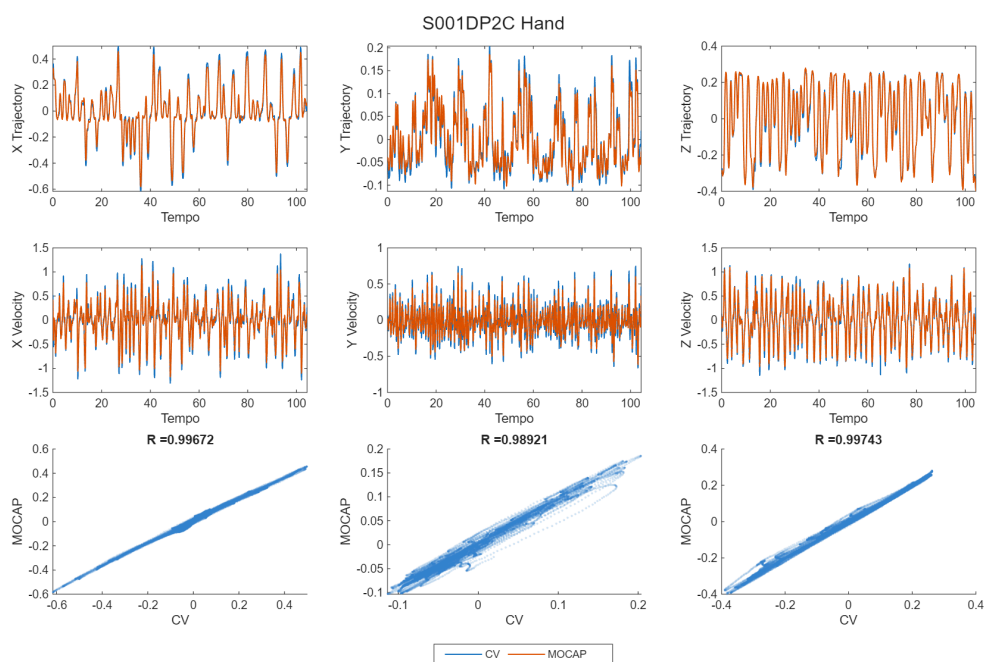 S001DP2C Hand
X Trajectory
0.4
0.2
0
-0.2
-0.4
-0.6
0 20 40 60 80 100
Tempo
Y Trajectory
0.2
0.15
0.1
0.05
0
-0.05
-0.1
0 20 40 60 80 100
Tempo
Z Trajectory
0.4
0.2
0
-0.2
-0.4
0 20 40 60 80 100
Tempo
X Velocity
1.5
1
0.5
0
-0.5
-1
-1.5
0 20 40 60 80 100
Tempo
Y Velocity
1
0.5
0
-0.5
-1
0 20 40 60 80 100
Tempo
Z Velocity
1.5
1
0.5
0
-0.5
-1
-1.5
0 20 40 60 80 100
Tempo
R =0.99672
MOCAP
0.6
0.4
0.2
0
-0.2
-0.4
-0.6
-0.6 -0.4 -0.2 0 0.2 0.4
CV
R =0.98921
MOCAP
0.2
0.15
0.1
0.05
0
-0.05
-0.1
-0.1 0 0.1 0.2
CV
R =0.99743
MOCAP
0.4
0.2
0
-0.2
-0.4
-0.4 -0.2 0 0.2 0.4
CV
CV MOCAP